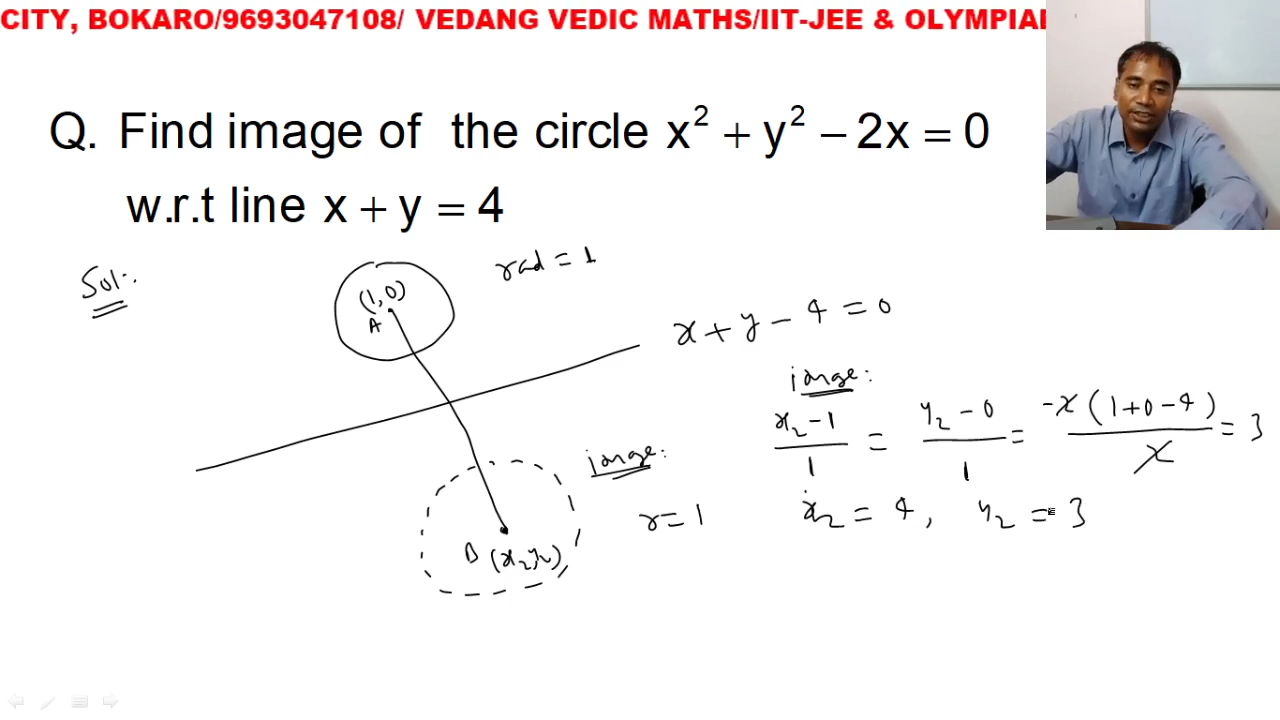 CITY, BOKARO/9693047108/ VEDANG VEDIC MATHS/IIT-JEE & OLYMPIA
Q. Find image of the circle x² + y² − 2x = 0
w.r.t line x + y = 4
Sol:-
rad = 1
(1,0)
A
x + y - 4 = 0
image:
(x₂ - 1)/1 = (y₂ - 0)/1 = -2(1+0-4)/2 = 3
image:
r = 1
x₂ = 4, y₂ = 3
B (x₂,y₂)